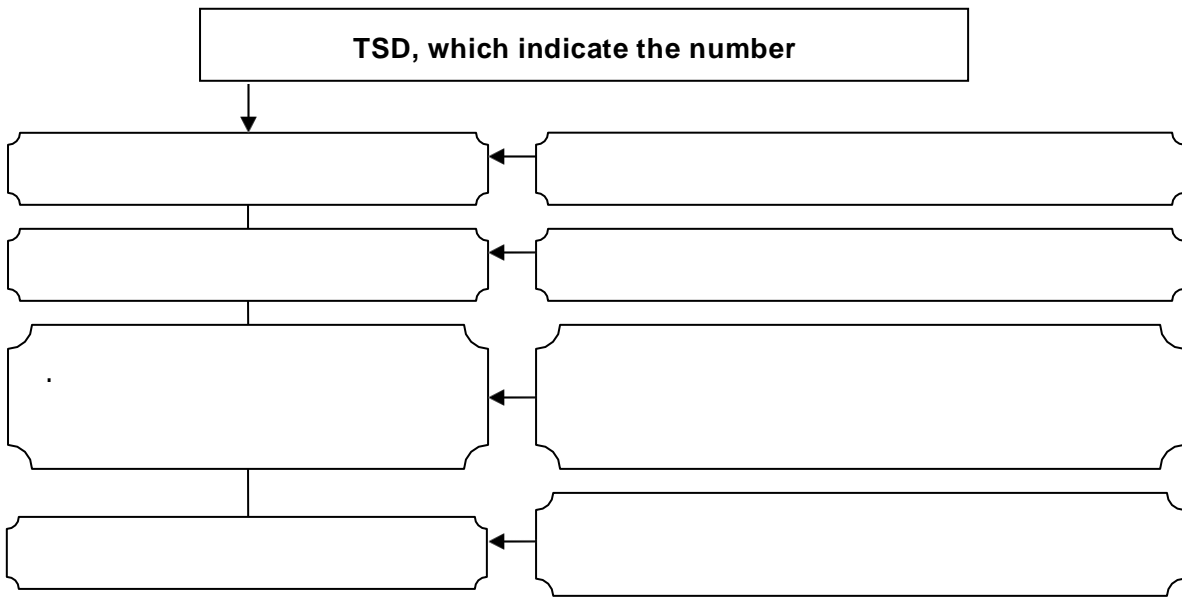 TSD, which indicate the number
.